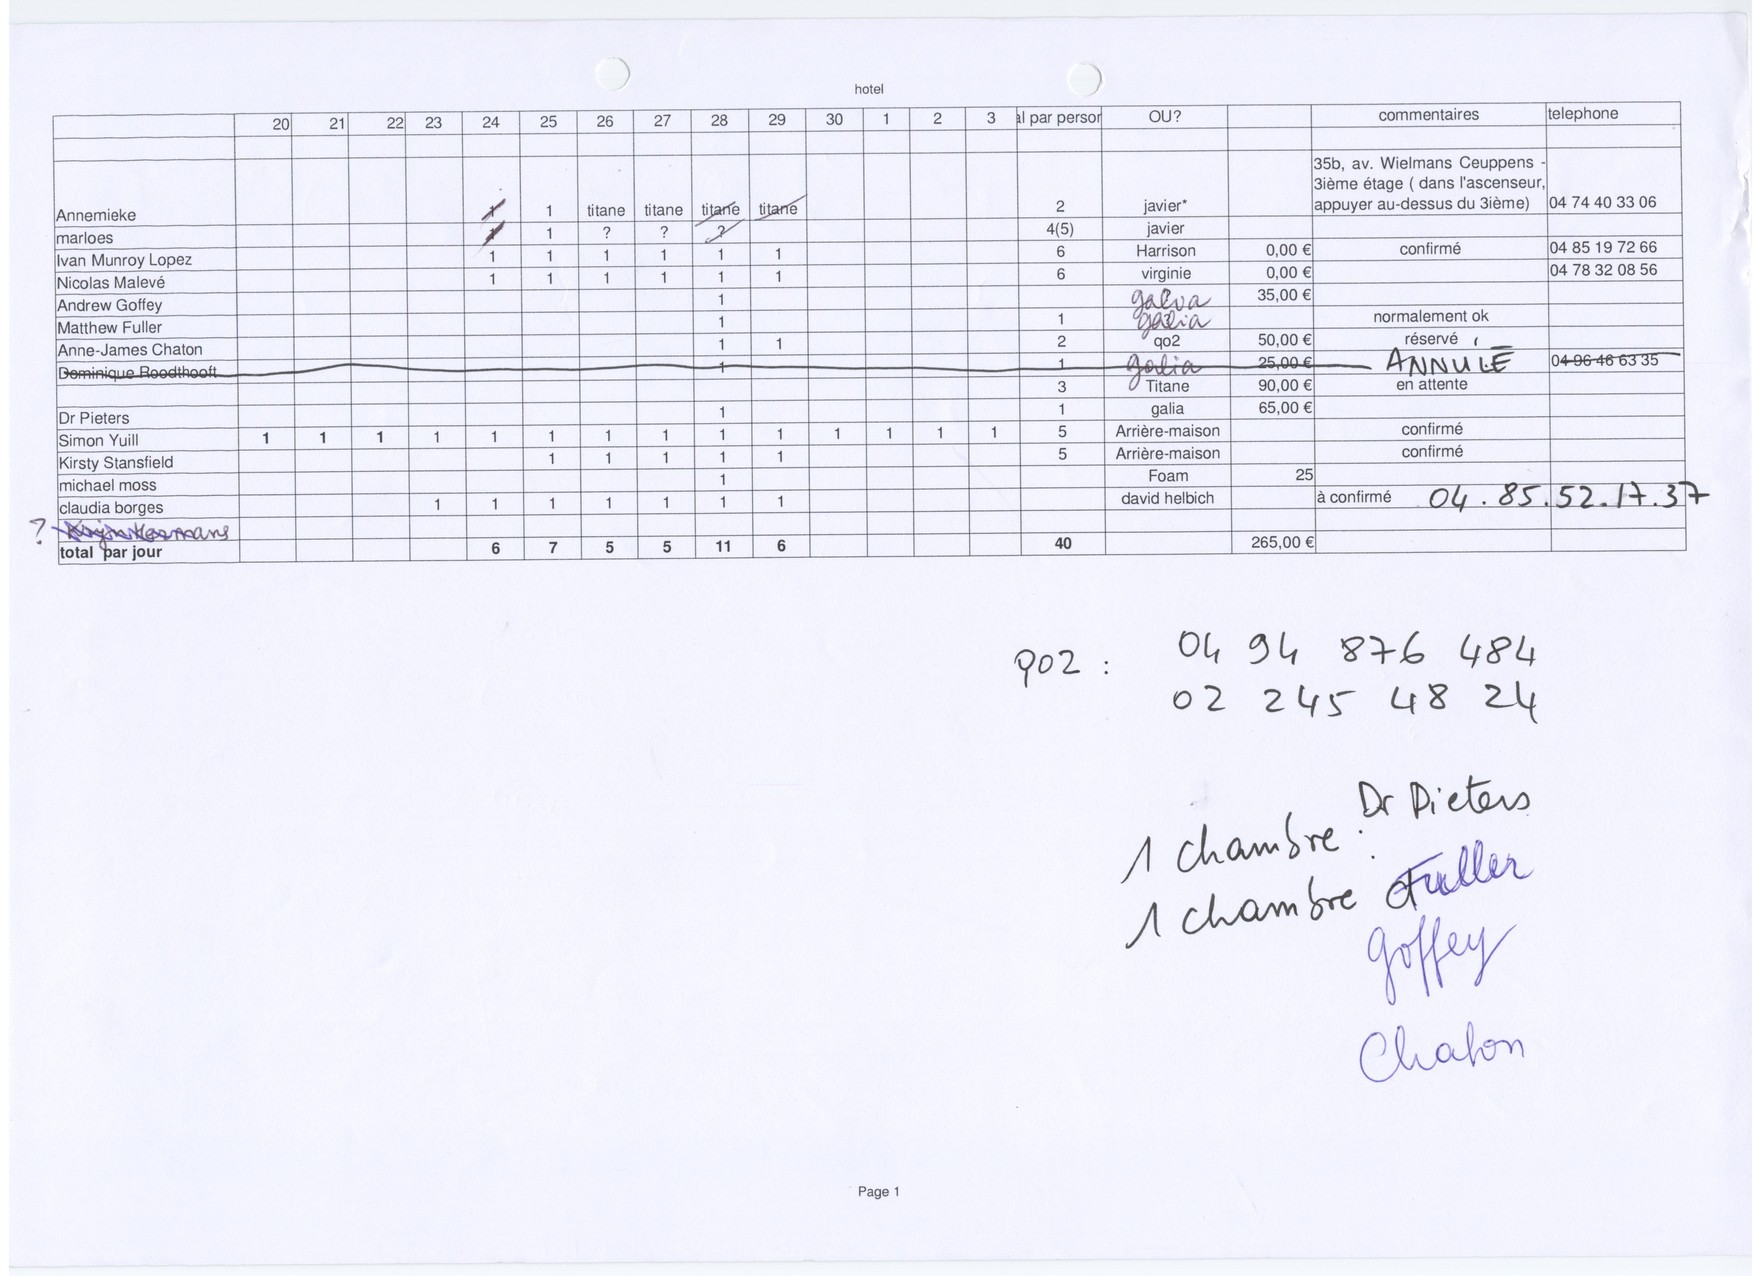 hotel
20 21 22 23 24 25 26 27 28 29 30 1 2 3 al par person OU? commentaires telephone
35b, av. Wielmans Ceuppens -
3ième étage ( dans l'ascenseur,
Annemieke 1 1 titane titane titane titane 2 javier* appuyer au-dessus du 3ième) 04 74 40 33 06
marloes 1 1 ? ? ? 4(5) javier
Ivan Munroy Lopez 1 1 1 1 1 1 6 Harrison 0,00 € confirmé 04 85 19 72 66
Nicolas Malevé 1 1 1 1 1 1 6 virginie 0,00 € 04 78 32 08 56
Andrew Goffey 1 galia 35,00 €
Matthew Fuller 1 1 galia normalement ok
Anne-James Chaton 1 1 2 qo2 50,00 € réservé
Dominique Roodthooft 1 1 galia 25,00 € ANNULÉ 04 96 46 63 35
3 Titane 90,00 € en attente
Dr Pieters 1 1 galia 65,00 €
Simon Yuill 1 1 1 1 1 1 1 1 1 1 1 1 1 1 5 Arrière-maison confirmé
Kirsty Stansfield 1 1 1 1 1 5 Arrière-maison confirmé
michael moss 1 Foam 25
claudia borges 1 1 1 1 1 1 1 david helbich à confirmé 04.85.52.17.37
?
total par jour 6 7 5 5 11 6 40 265,00 €
qo2 : 04 94 876 484
02 245 48 24
1 chambre : Dr Pieters
1 chambre : Fuller
Goffey
Chaton
Page 1